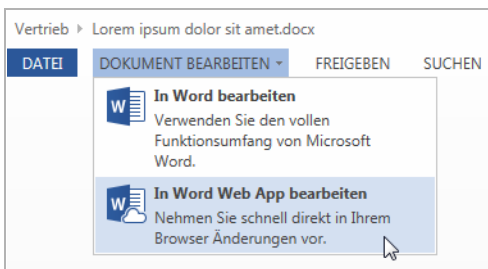 Vertrieb ▸ Lorem ipsum dolor sit amet.docx
DATEI DOKUMENT BEARBEITEN FREIGEBEN SUCHEN
In Word bearbeiten
Verwenden Sie den vollen
Funktionsumfang von Microsoft
Word.
In Word Web App bearbeiten
Nehmen Sie schnell direkt in Ihrem
Browser Änderungen vor.